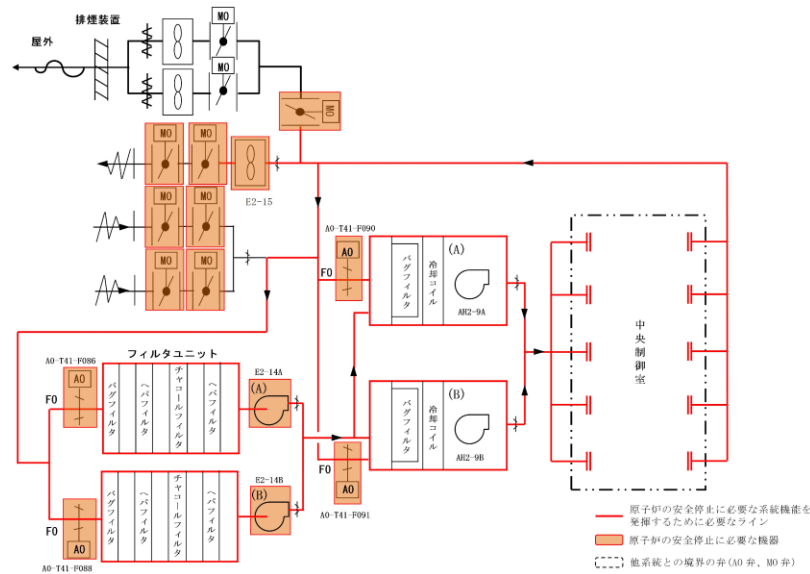 排煙装置
屋外
MO
MO
MO
MO
MO
E2-15
MO
MO
MO
MO
AO-T41-F090
AO
FO
バグフィルタ
冷却コイル
(A)
AH2-9A
中央制御室
フィルタユニット
AO-T41-F086
AO
FO
バグフィルタ
ヘパフィルタ
チャコールフィルタ
ヘパフィルタ
E2-14A
(A)
バグフィルタ
冷却コイル
(B)
AH2-9B
FO
AO
AO-T41-F091
E2-14B
(B)
バグフィルタ
ヘパフィルタ
チャコールフィルタ
ヘパフィルタ
FO
AO
AO-T41-F088
原子炉の安全停止に必要な系統機能を
発揮するために必要なライン
原子炉の安全停止に必要な機器
他系統との境界の弁(AO 弁、MO 弁)